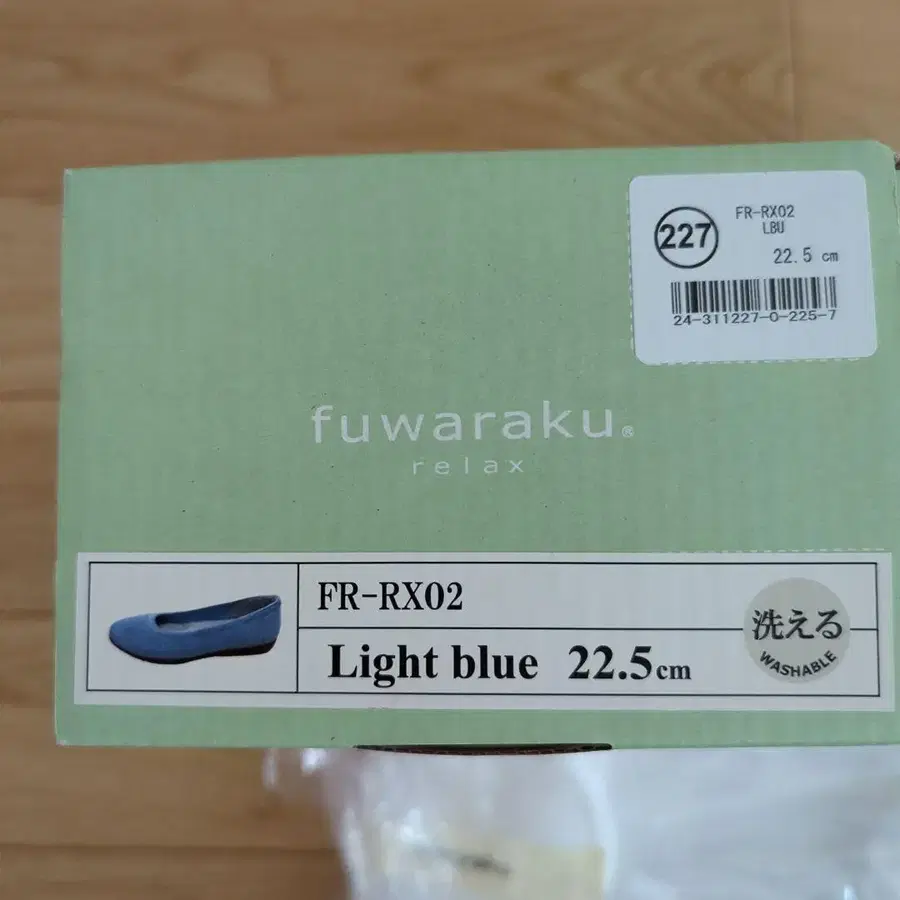 227
FR-RX02
LBU
22.5 cm
24-311227-0-225-7
fuwaraku®
relax
FR-RX02
Light blue 22.5cm
洗える
WASHABLE